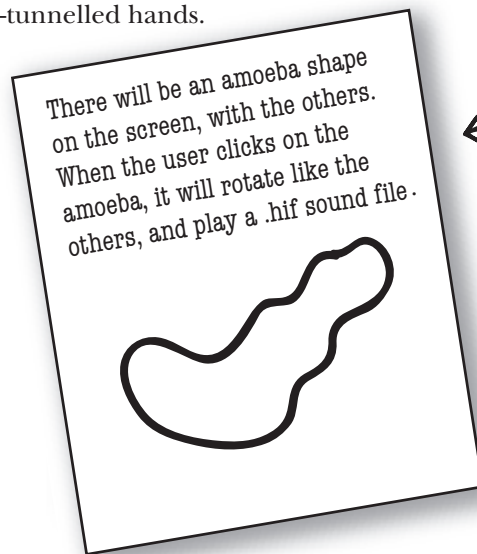 -tunnelled hands.
There will be an amoeba shape
on the screen, with the others.
When the user clicks on the
amoeba, it will rotate like the
others, and play a .hif sound file.